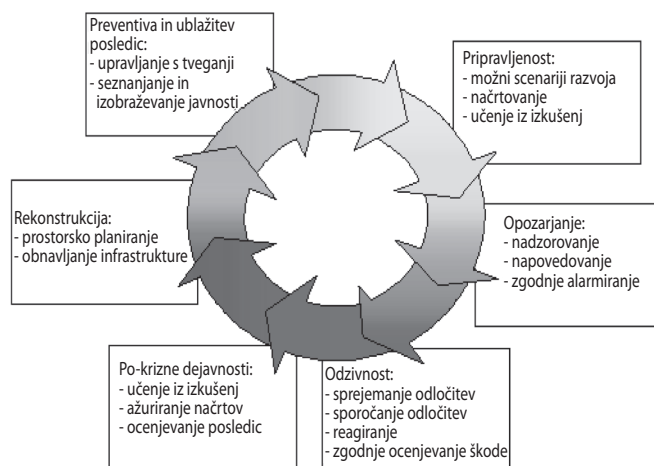 Preventiva in ublažitev
posledic:
- upravljanje s tveganji
- seznanjanje in
izobraževanje javnosti
Pripravljenost:
- možni scenariji razvoja
- načrtovanje
- učenje iz izkušenj
Opozarjanje:
- nadzorovanje
- napovedovanje
- zgodnje alarmiranje
Odzivnost:
- sprejemanje odločitev
- sporočanje odločitev
- reagiranje
- zgodnje ocenjevanje škode
Po-krizne dejavnosti:
- učenje iz izkušenj
- ažuriranje načrtov
- ocenjevanje posledic
Rekonstrukcija:
- prostorsko planiranje
- obnavljanje infrastrukture